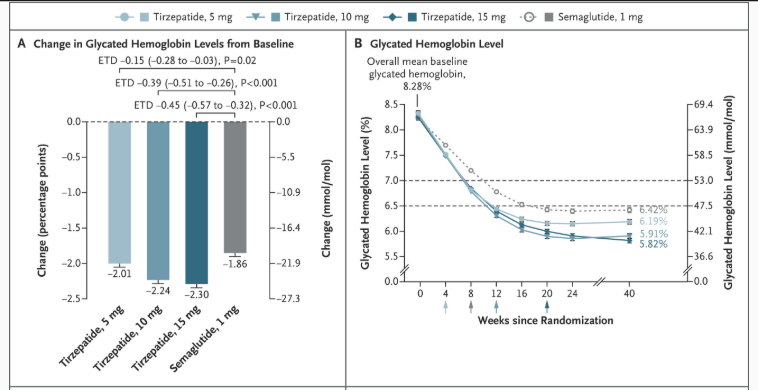 Tirzepatide, 5 mg Tirzepatide, 10 mg Tirzepatide, 15 mg Semaglutide, 1 mg
A Change in Glycated Hemoglobin Levels from Baseline
ETD −0.15 (−0.28 to −0.03), P=0.02
ETD −0.39 (−0.51 to −0.26), P<0.001
ETD −0.45 (−0.57 to −0.32), P<0.001
Change (percentage points)
0.0
−0.5
−1.0
−1.5
−2.0
−2.5
−2.01
−2.24
−2.30
−1.86
0.0
−5.5
−10.9
−16.4
−21.9
−27.3
Change (mmol/mol)
Tirzepatide, 5 mg
Tirzepatide, 10 mg
Tirzepatide, 15 mg
Semaglutide, 1 mg
B Glycated Hemoglobin Level
Overall mean baseline
glycated hemoglobin,
8.28%
Glycated Hemoglobin Level (%)
8.5
8.0
7.5
7.0
6.5
6.0
5.5
0.0
69.4
63.9
58.5
53.0
47.5
42.1
36.6
0.0
Glycated Hemoglobin Level (mmol/mol)
6.42%
6.19%
5.91%
5.82%
0 4 8 12 16 20 24 40
Weeks since Randomization